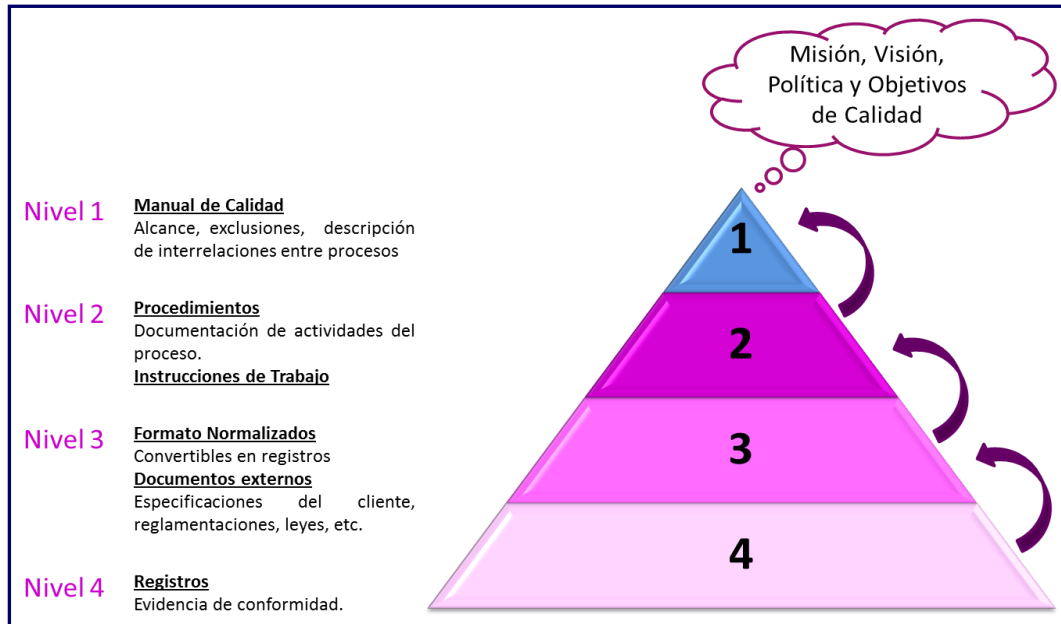 Misión, Visión,
Política y Objetivos
de Calidad
Nivel 1
Manual de Calidad
Alcance, exclusiones, descripción
de interrelaciones entre procesos
Nivel 2
Procedimientos
Documentación de actividades del
proceso.
Instrucciones de Trabajo
Nivel 3
Formato Normalizados
Convertibles en registros
Documentos externos
Especificaciones del cliente,
reglamentaciones, leyes, etc.
Nivel 4
Registros
Evidencia de conformidad.
1
2
3
4